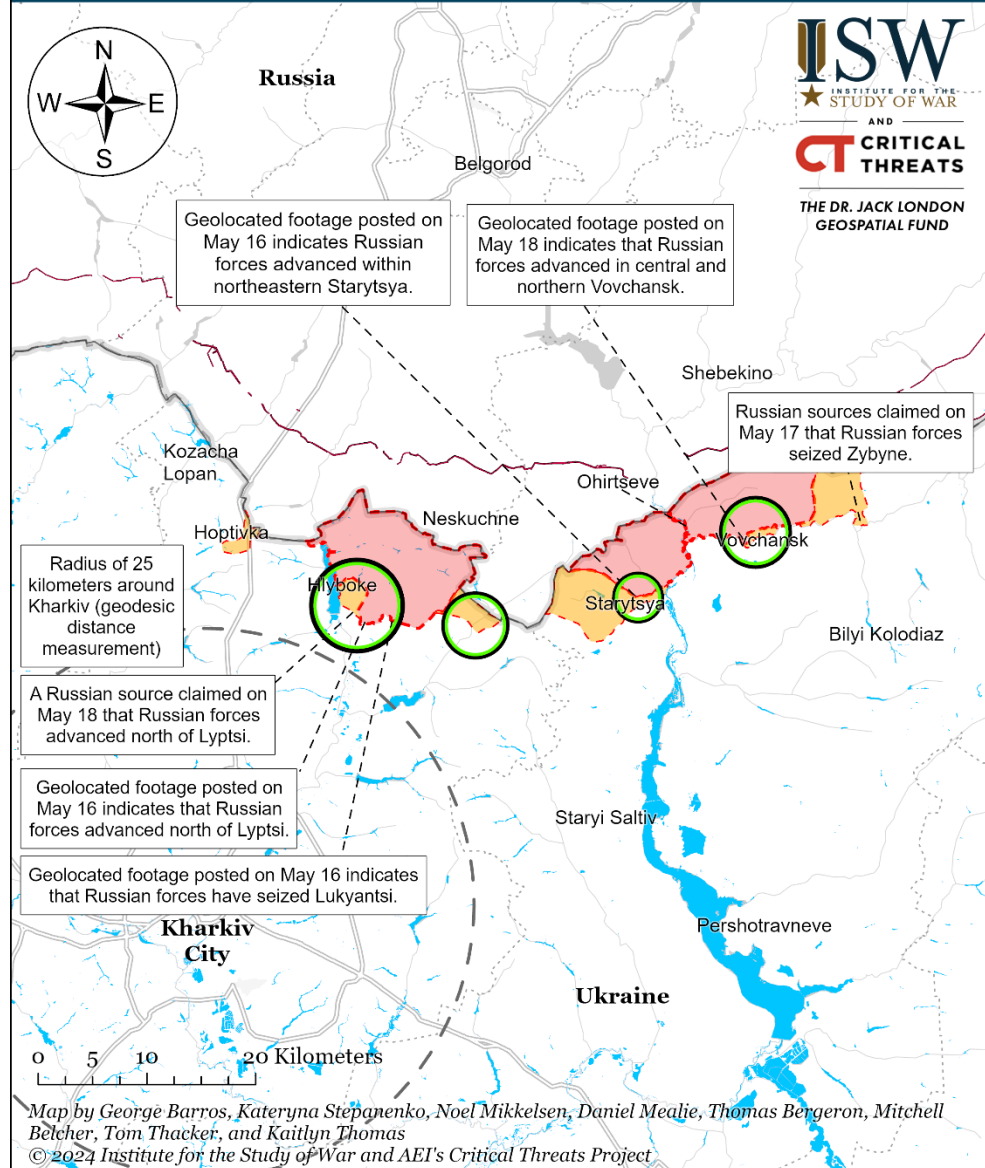 N
W E
S
Russia
ISW
INSTITUTE FOR THE
STUDY OF WAR
AND
CT CRITICAL
THREATS
THE DR. JACK LONDON
GEOSPATIAL FUND
Belgorod
Geolocated footage posted on
May 16 indicates Russian
forces advanced within
northeastern Starytsya.
Geolocated footage posted on
May 18 indicates that Russian
forces advanced in central and
northern Vovchansk.
Shebekino
Russian sources claimed on
May 17 that Russian forces
seized Zybyne.
Kozacha
Lopan
Ohirtseve
Neskuchne
Hoptivka
Vovchansk
Radius of 25
kilometers around
Kharkiv (geodesic
distance
measurement)
Hlyboke
Starytsya
Bilyi Kolodiaz
A Russian source claimed on
May 18 that Russian forces
advanced north of Lyptsi.
Geolocated footage posted on
May 16 indicates that Russian
forces advanced north of Lyptsi.
Staryi Saltiv
Geolocated footage posted on May 16 indicates
that Russian forces have seized Lukyantsi.
Kharkiv
City
Pershotravneve
Ukraine
0 5 10 20 Kilometers
Map by George Barros, Kateryna Stepanenko, Noel Mikkelsen, Daniel Mealie, Thomas Bergeron, Mitchell
Belcher, Tom Thacker, and Kaitlyn Thomas
© 2024 Institute for the Study of War and AEI's Critical Threats Project